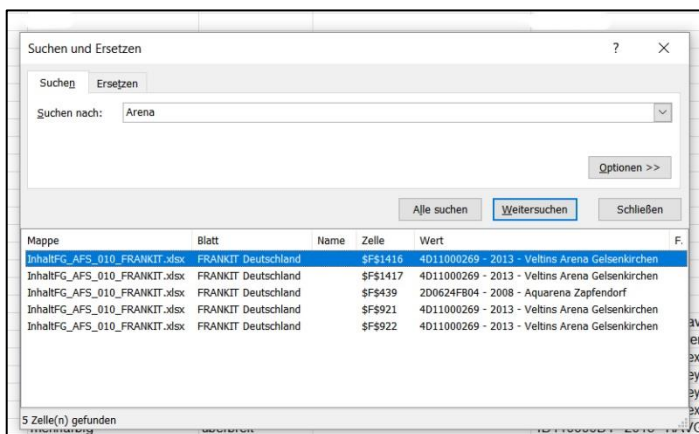 Suchen und Ersetzen ? ×
Suchen Ersetzen
Suchen nach: Arena
Optionen >>
Alle suchen Weitersuchen Schließen
Mappe Blatt Name Zelle Wert F.
InhaltFG_AFS_010_FRANKIT.xlsx FRANKIT Deutschland $F$1416 4D11000269 - 2013 - Veltins Arena Gelsenkirchen
InhaltFG_AFS_010_FRANKIT.xlsx FRANKIT Deutschland $F$1417 4D11000269 - 2013 - Veltins Arena Gelsenkirchen
InhaltFG_AFS_010_FRANKIT.xlsx FRANKIT Deutschland $F$439 2D0624FB04 - 2008 - Aquarena Zapfendorf
InhaltFG_AFS_010_FRANKIT.xlsx FRANKIT Deutschland $F$921 4D11000269 - 2013 - Veltins Arena Gelsenkirchen
InhaltFG_AFS_010_FRANKIT.xlsx FRANKIT Deutschland $F$922 4D11000269 - 2013 - Veltins Arena Gelsenkirchen
5 Zelle(n) gefunden